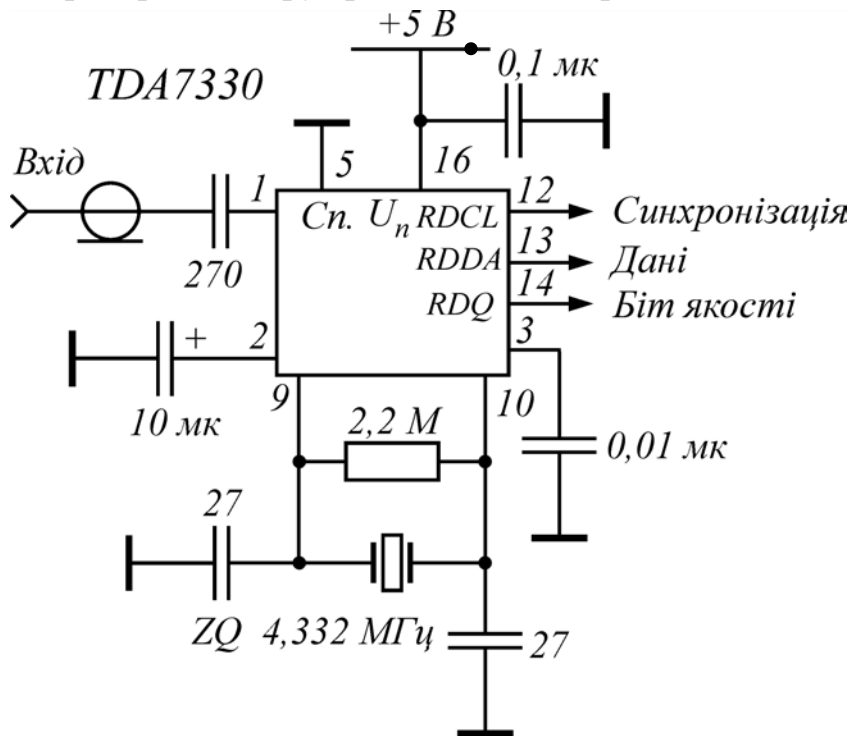 +5 В
0,1 мк
TDA7330
Вхід
1
5
16
12
Сп.
Uп
RDCL
Синхронізація
13
RDDA
Дані
14
RDQ
Біт якості
270
3
+
2
10 мк
9
10
2,2 М
0,01 мк
27
ZQ 4,332 МГц
27